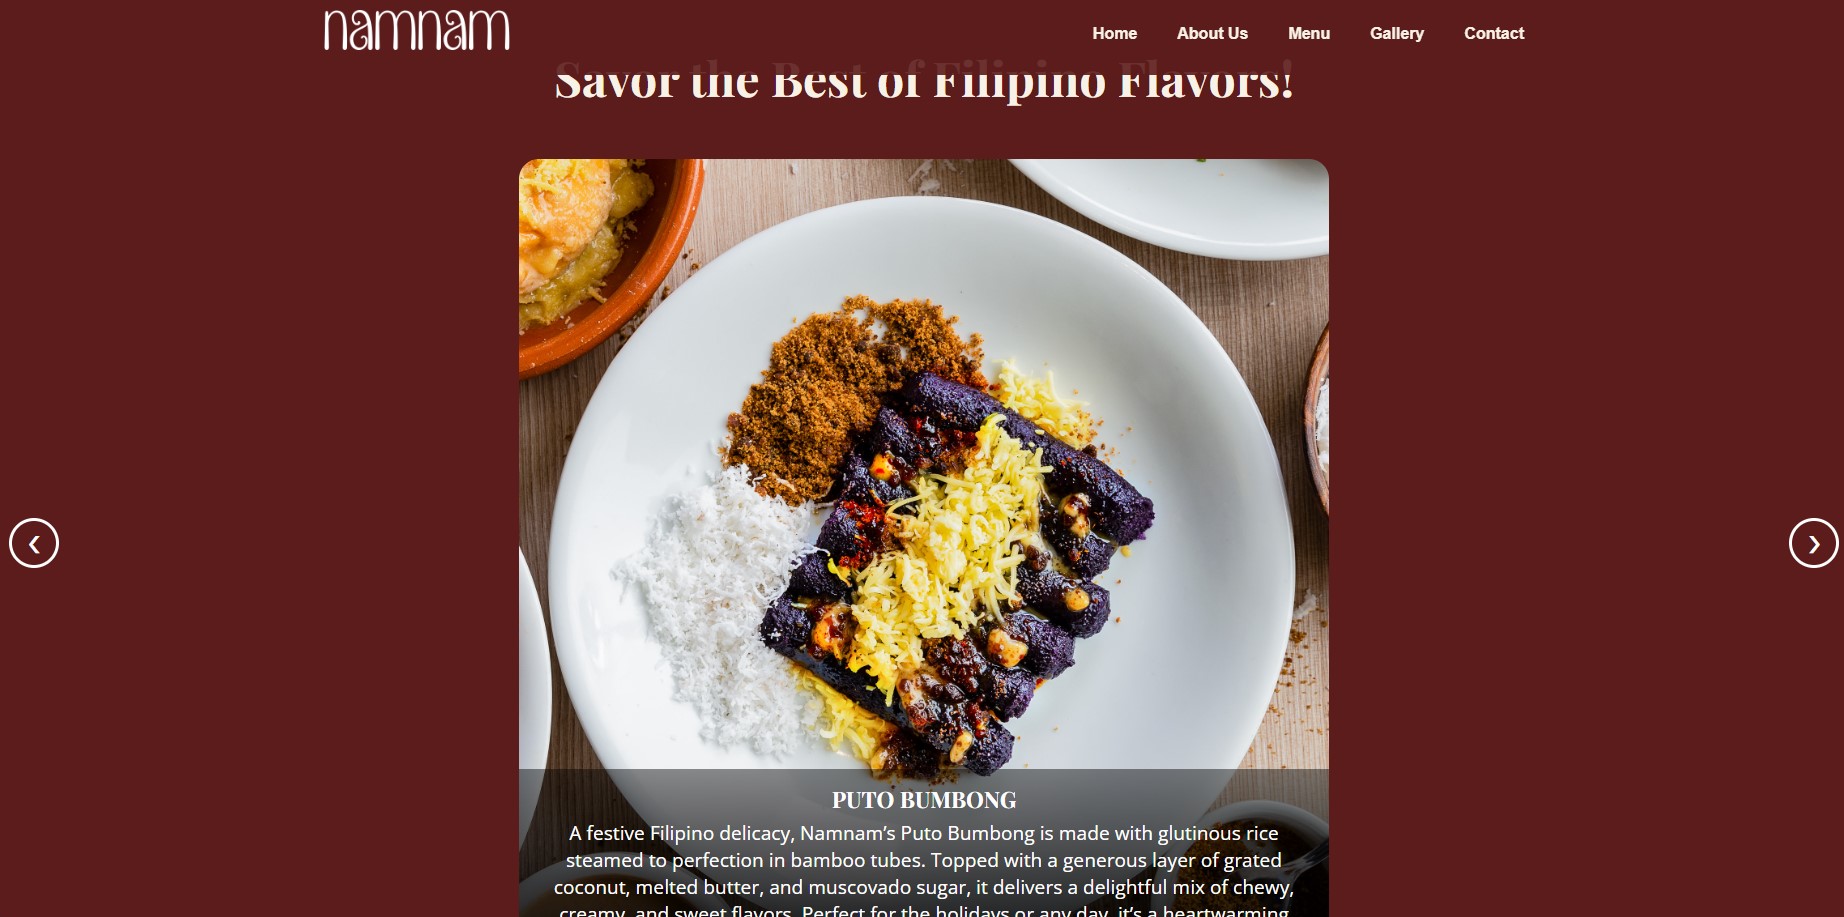 namnam
Home About Us Menu Gallery Contact
Savor the Best of Filipino Flavors!
PUTO BUMBONG
A festive Filipino delicacy, Namnam’s Puto Bumbong is made with glutinous rice
steamed to perfection in bamboo tubes. Topped with a generous layer of grated
coconut, melted butter, and muscovado sugar, it delivers a delightful mix of chewy,
creamy, and sweet flavors. Perfect for the holidays or any day, it’s a heartwarming